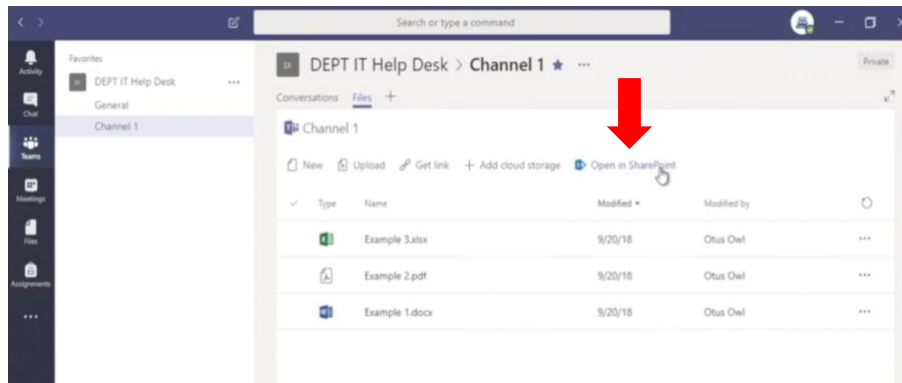 Search or type a command
Activity
Chat
Teams
Meetings
Files
Assignments
Favorites
DEPT IT Help Desk
General
Channel 1
DEPT IT Help Desk > Channel 1
Private
Conversations Files +
Channel 1
New Upload Get link + Add cloud storage Open in SharePoint
Type Name Modified Modified by
Example 3.xlsx 9/20/18 Otus Owl
Example 2.pdf 9/20/18 Otus Owl
Example 1.docx 9/20/18 Otus Owl